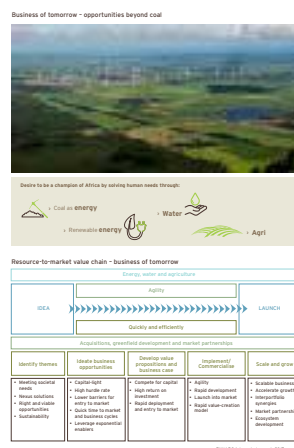 Business of tomorrow – opportunities beyond coal
Desire to be a champion of Africa by solving human needs through:
Coal as energy
Water
Renewable energy
Agri
Resource-to-market value chain – business of tomorrow
Energy, water and agriculture
IDEA
Agility
Quickly and efficiently
LAUNCH
Acquisitions, greenfield development and market partnerships
Identify themes
Ideate business
opportunities
Develop value
propositions and
business case
Implement/
Commercialise
Scale and grow
• Meeting societal
needs
• Nexus solutions
• Right and viable
opportunities
• Sustainability
• Capital-light
• High hurdle rate
• Lower barriers for
entry to market
• Quick time to market
and business cycles
• Leverage exponential
enablers
• Compete for capital
• High return on
investment
• Rapid deployment
and entry to market
• Agility
• Rapid development
• Launch into market
• Rapid value-creation
model
• Scalable business
• Accelerate growth
• Market partnerships
• Interportfolio
synergies
• Ecosystem
development